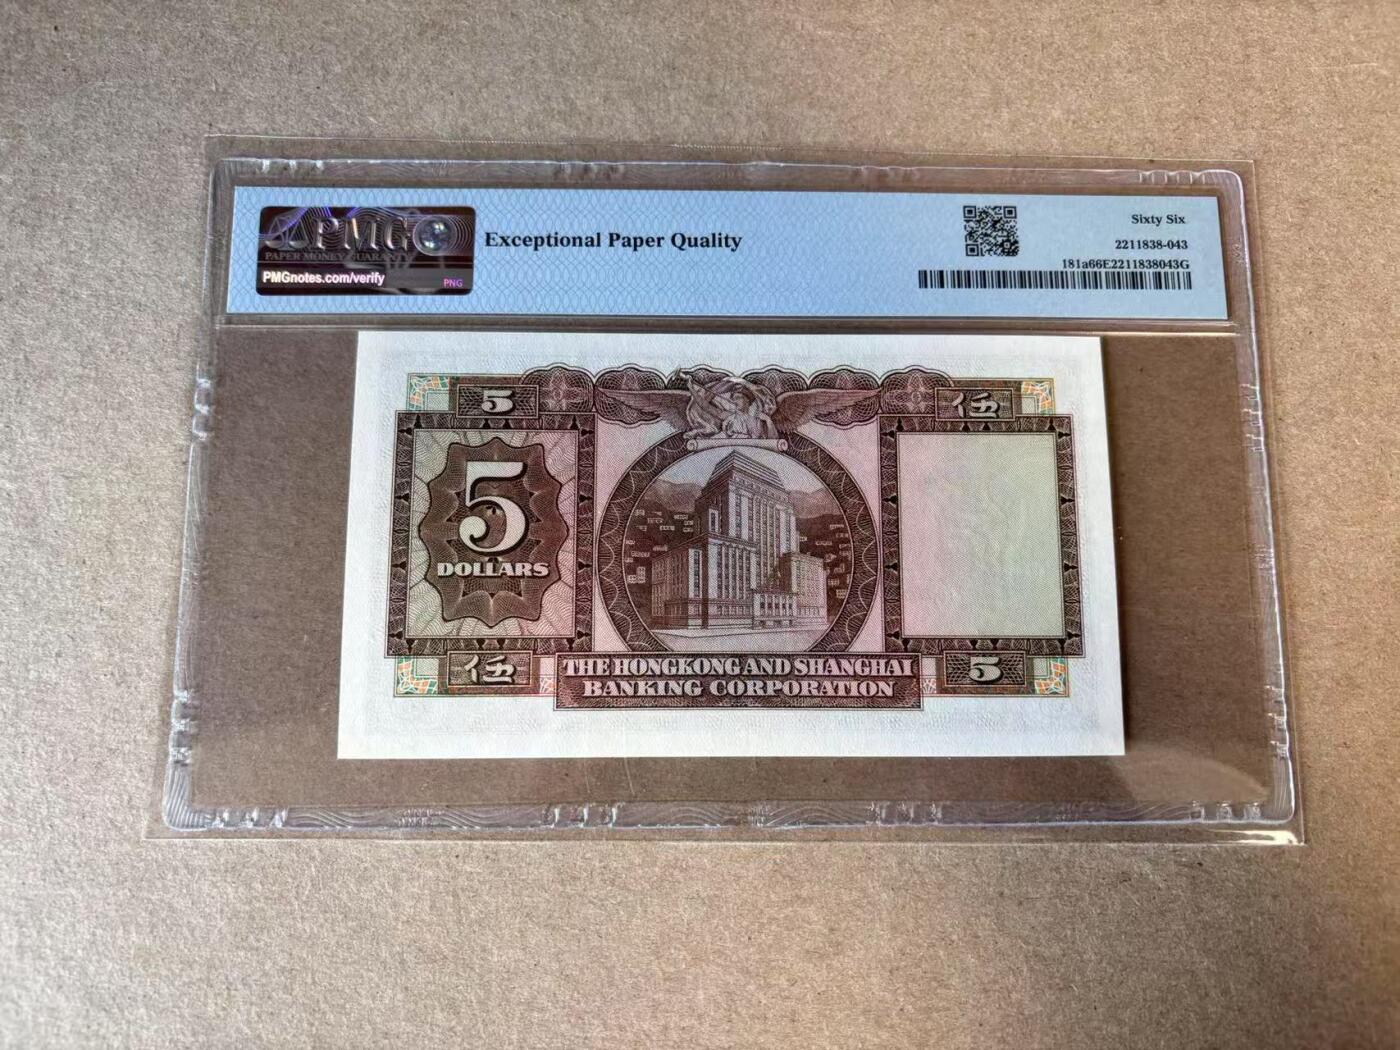 PMG
PAPER MONEY GUARANTY
PMGnotes.com/verify
PNG
Exceptional Paper Quality
Sixty Six
2211838-043
181a66E2211838043G
5
伍
5
DOLLARS
伍
THE HONGKONG AND SHANGHAI
BANKING CORPORATION
5